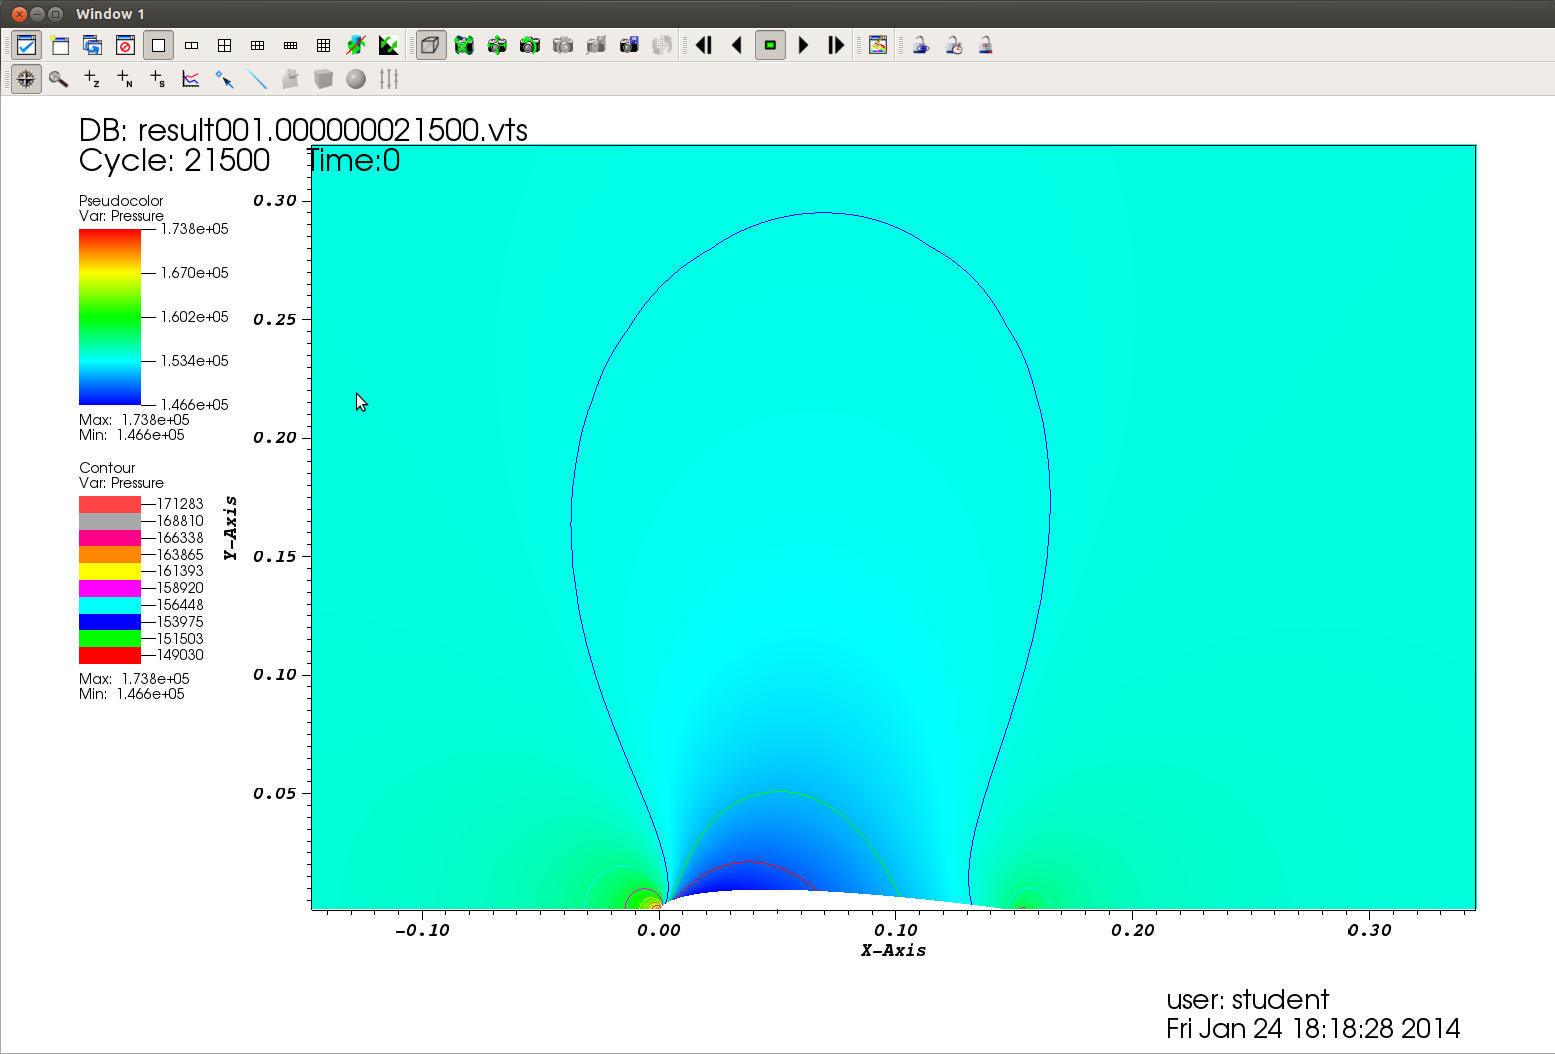 Window 1
DB: result001.000000021500.vts
Cycle: 21500 Time:0
Pseudocolor
Var: Pressure
1.738e+05
1.670e+05
1.602e+05
1.534e+05
1.466e+05
Max: 1.738e+05
Min: 1.466e+05
Contour
Var: Pressure
171283
168810
166338
163865
161393
158920
156448
153975
151503
149030
Max: 1.738e+05
Min: 1.466e+05
0.30
0.25
0.20
0.15
0.10
0.05
Y-Axis
-0.10 0.00 0.10 0.20 0.30
X-Axis
user: student
Fri Jan 24 18:18:28 2014